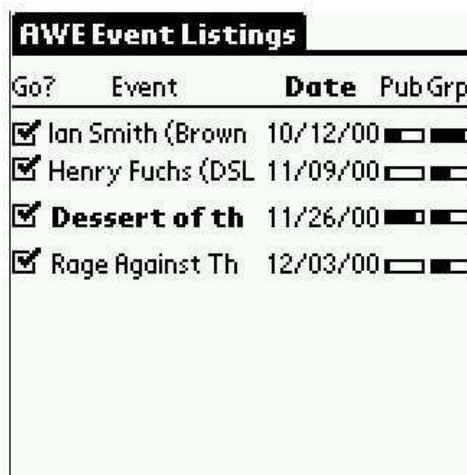 AWE Event Listings
Go? Event Date Pub Grp
Ian Smith (Brown 10/12/00
Henry Fuchs (DSL 11/09/00
Dessert of th 11/26/00
Rage Against Th 12/03/00